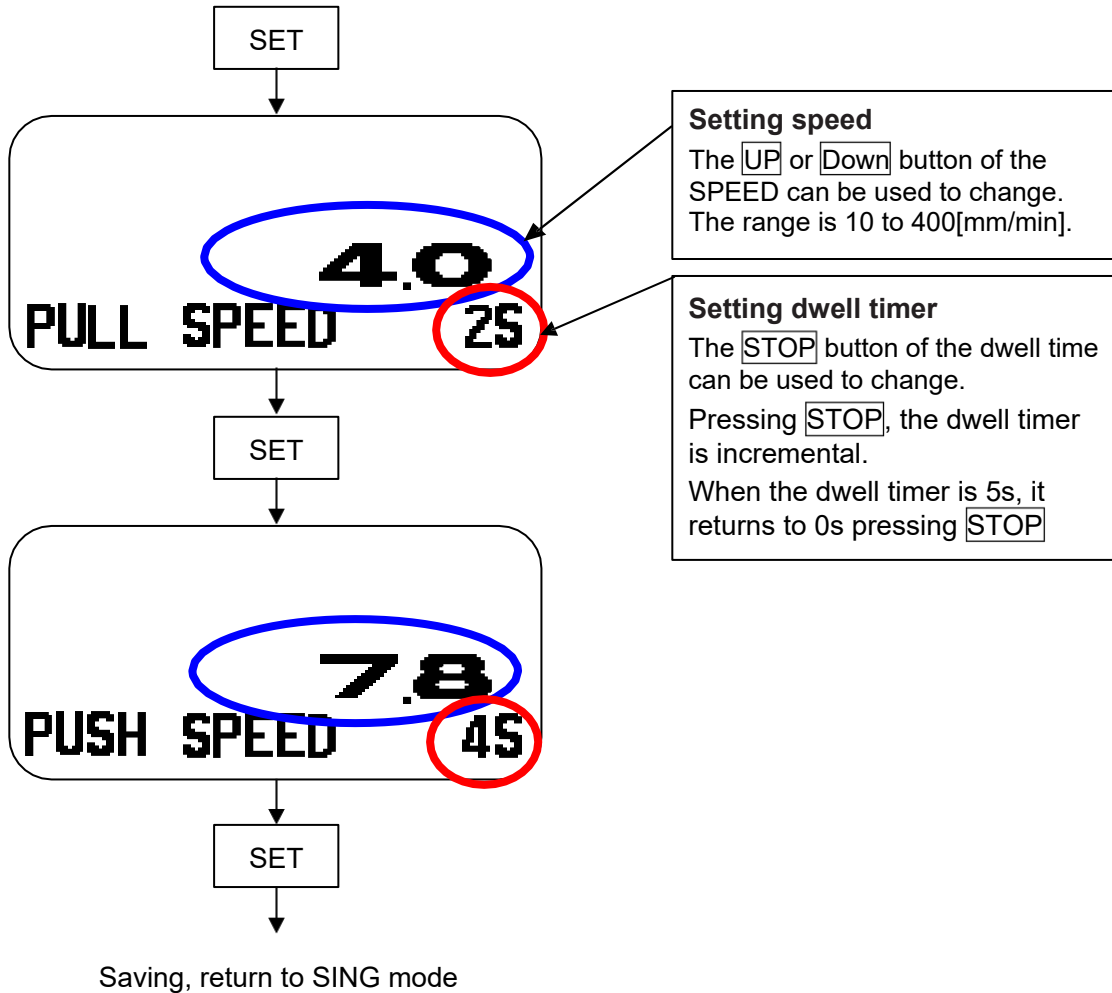 SET
4.0
PULL SPEED 2S
Setting speed
The UP or Down button of the
SPEED can be used to change.
The range is 10 to 400[mm/min].
Setting dwell timer
The STOP button of the dwell time
can be used to change.
Pressing STOP, the dwell timer
is incremental.
When the dwell timer is 5s, it
returns to 0s pressing STOP
SET
7.8
PUSH SPEED 4S
SET
Saving, return to SING mode